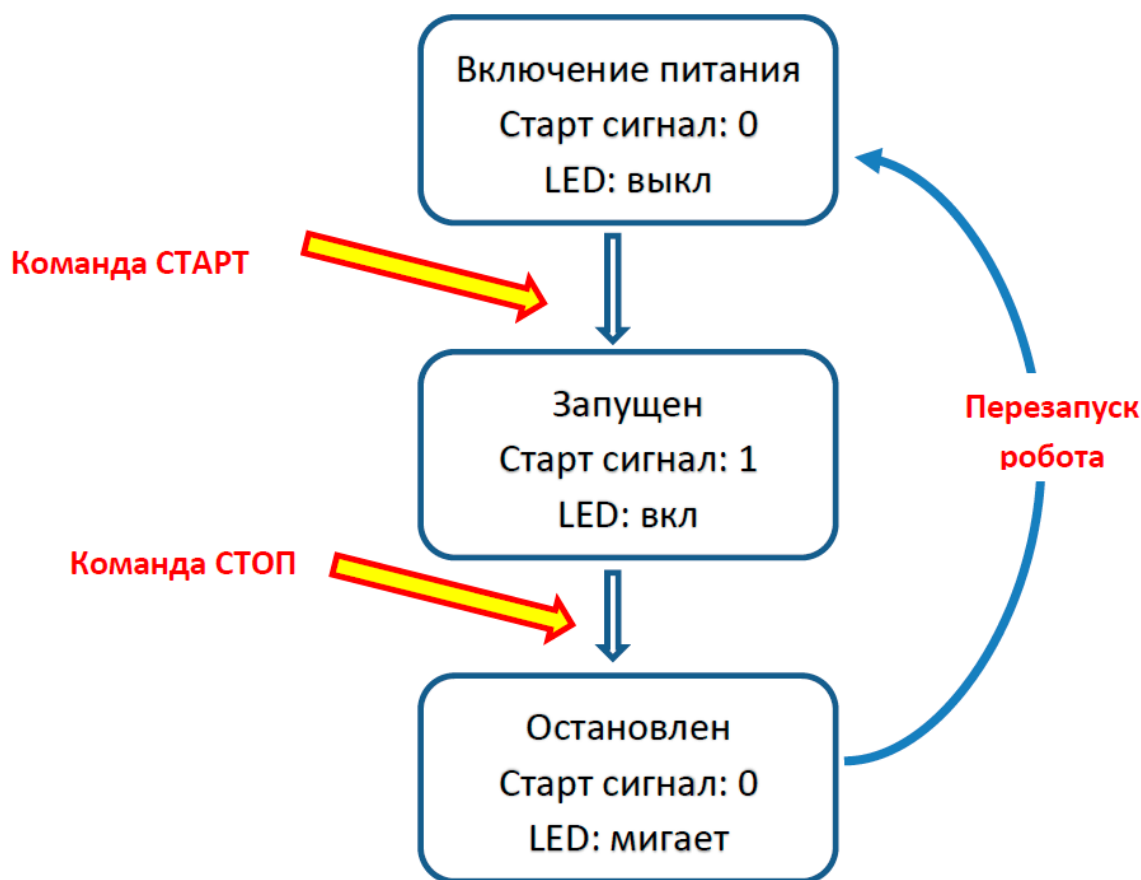 Включение питания
Старт сигнал: 0
LED: выкл
Команда СТАРТ
Запущен
Старт сигнал: 1
LED: вкл
Перезапуск
робота
Команда СТОП
Остановлен
Старт сигнал: 0
LED: мигает